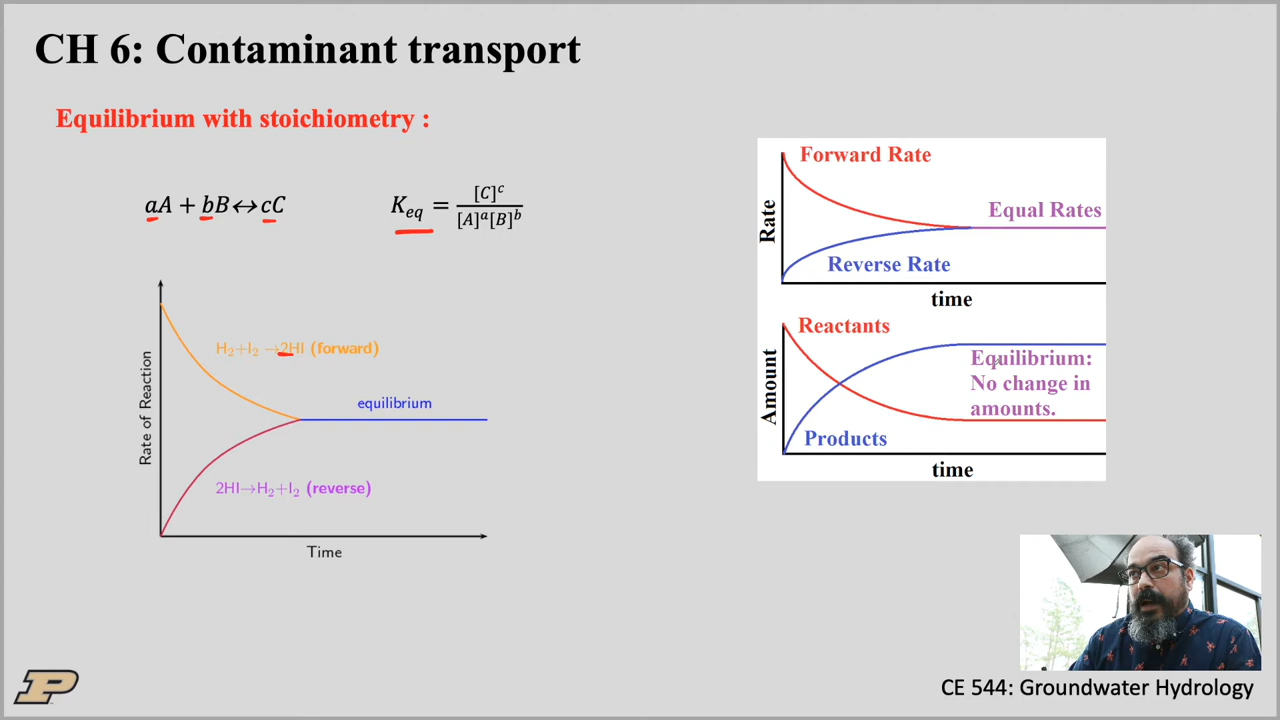 CH 6: Contaminant transport
Equilibrium with stoichiometry :
aA + bB ↔ cC
K_eq = [C]^c / [A]^a[B]^b
Rate of Reaction
H₂+I₂ →2HI (forward)
equilibrium
2HI→H₂+I₂ (reverse)
Time
Forward Rate
Rate
Equal Rates
Reverse Rate
time
Reactants
Amount
Equilibrium:
No change in
amounts.
Products
time
P
CE 544: Groundwater Hydrology